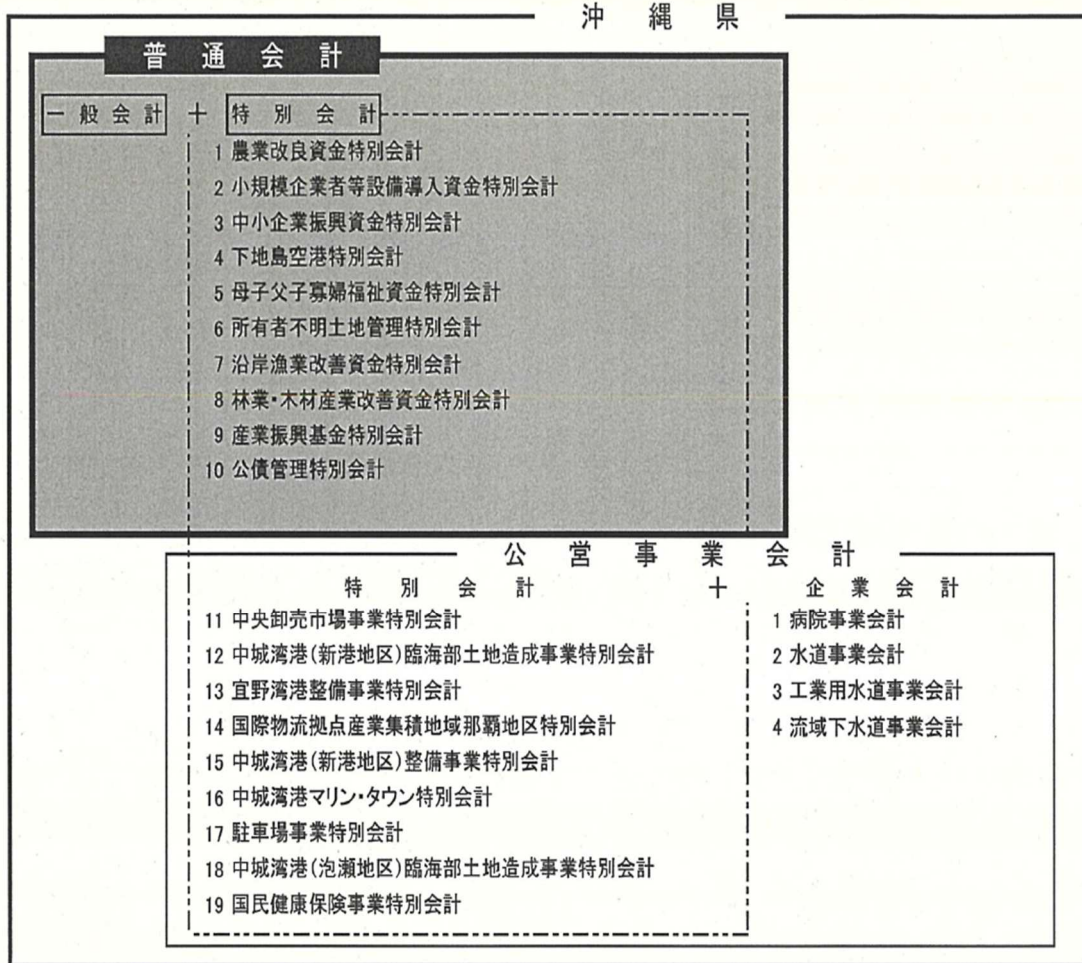 沖縄県
普通会計
一般会計 + 特別会計
1 農業改良資金特別会計
2 小規模企業者等設備導入資金特別会計
3 中小企業振興資金特別会計
4 下地島空港特別会計
5 母子父子寡婦福祉資金特別会計
6 所有者不明土地管理特別会計
7 沿岸漁業改善資金特別会計
8 林業・木材産業改善資金特別会計
9 産業振興基金特別会計
10 公債管理特別会計
公営事業会計
特別会計 + 企業会計
11 中央卸売市場事業特別会計
12 中城湾港(新港地区)臨海部土地造成事業特別会計
13 宜野湾港整備事業特別会計
14 国際物流拠点産業集積地域那覇地区特別会計
15 中城湾港(新港地区)整備事業特別会計
16 中城湾港マリン・タウン特別会計
17 駐車場事業特別会計
18 中城湾港(泡瀬地区)臨海部土地造成事業特別会計
19 国民健康保険事業特別会計
1 病院事業会計
2 水道事業会計
3 工業用水道事業会計
4 流域下水道事業会計